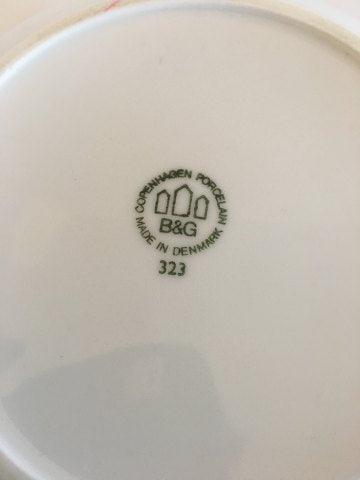 COPENHAGEN PORCELAIN
B&G
MADE IN DENMARK
323